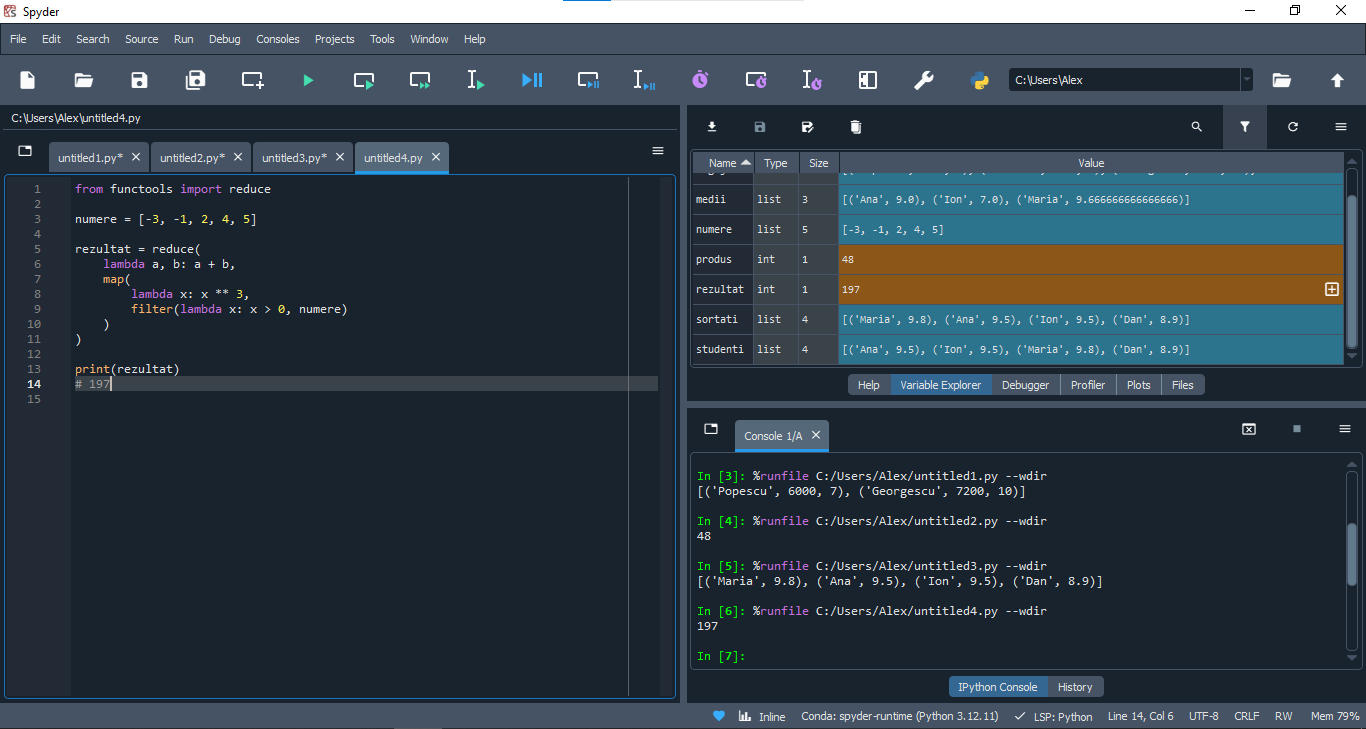 Spyder
File Edit Search Source Run Debug Consoles Projects Tools Window Help
C:\Users\Alex
C:\Users\Alex\untitled4.py
untitled1.py* untitled2.py* untitled3.py* untitled4.py
1 from functools import reduce
2
3 numere = [-3, -1, 2, 4, 5]
4
5 rezultat = reduce(
6     lambda a, b: a + b,
7     map(
8         lambda x: x ** 3,
9         filter(lambda x: x > 0, numere)
10     )
11 )
12
13 print(rezultat)
14 # 197
15
Name Type Size Value
medii list 3 [('Ana', 9.0), ('Ion', 7.0), ('Maria', 9.666666666666666)]
numere list 5 [-3, -1, 2, 4, 5]
produs int 1 48
rezultat int 1 197
sortati list 4 [('Maria', 9.8), ('Ana', 9.5), ('Ion', 9.5), ('Dan', 8.9)]
studenti list 4 [('Ana', 9.5), ('Ion', 9.5), ('Maria', 9.8), ('Dan', 8.9)]
Help Variable Explorer Debugger Profiler Plots Files
Console 1/A
In [3]: %runfile C:/Users/Alex/untitled1.py --wdir
[('Popescu', 6000, 7), ('Georgescu', 7200, 10)]
In [4]: %runfile C:/Users/Alex/untitled2.py --wdir
48
In [5]: %runfile C:/Users/Alex/untitled3.py --wdir
[('Maria', 9.8), ('Ana', 9.5), ('Ion', 9.5), ('Dan', 8.9)]
In [6]: %runfile C:/Users/Alex/untitled4.py --wdir
197
In [7]:
IPython Console History
Inline Conda: spyder-runtime (Python 3.12.11) LSP: Python Line 14, Col 6 UTF-8 CRLF RW Mem 79%